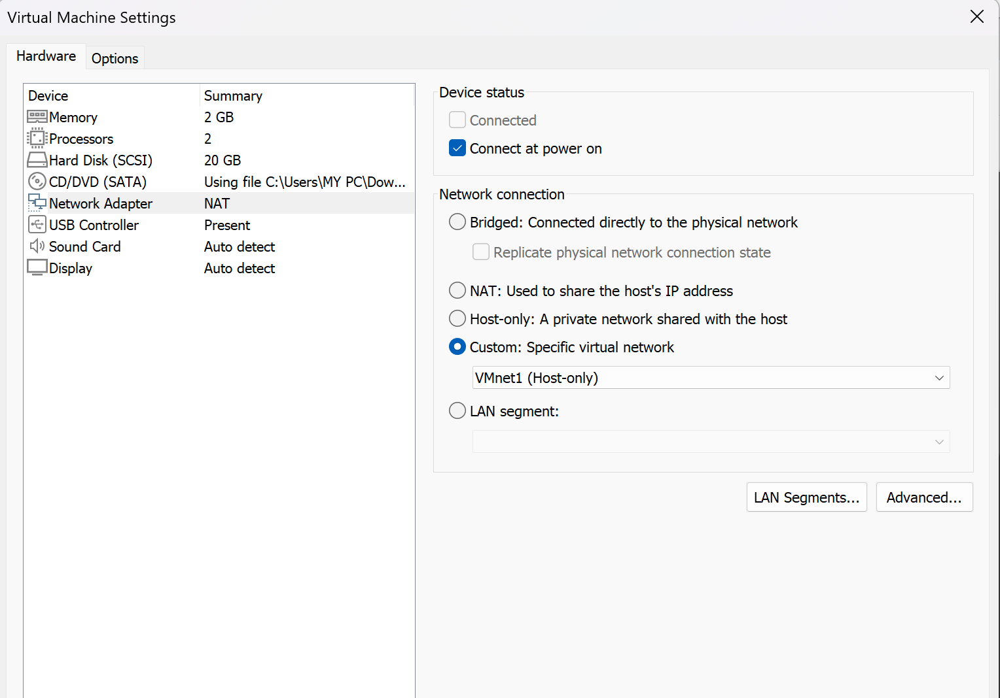 Virtual Machine Settings
Hardware
Options
Device Summary
Memory 2 GB
Processors 2
Hard Disk (SCSI) 20 GB
CD/DVD (SATA) Using file C:\Users\MY PC\Dow...
Network Adapter NAT
USB Controller Present
Sound Card Auto detect
Display Auto detect
Device status
Connected
Connect at power on
Network connection
Bridged: Connected directly to the physical network
Replicate physical network connection state
NAT: Used to share the host's IP address
Host-only: A private network shared with the host
Custom: Specific virtual network
VMnet1 (Host-only)
LAN segment:
LAN Segments...
Advanced...